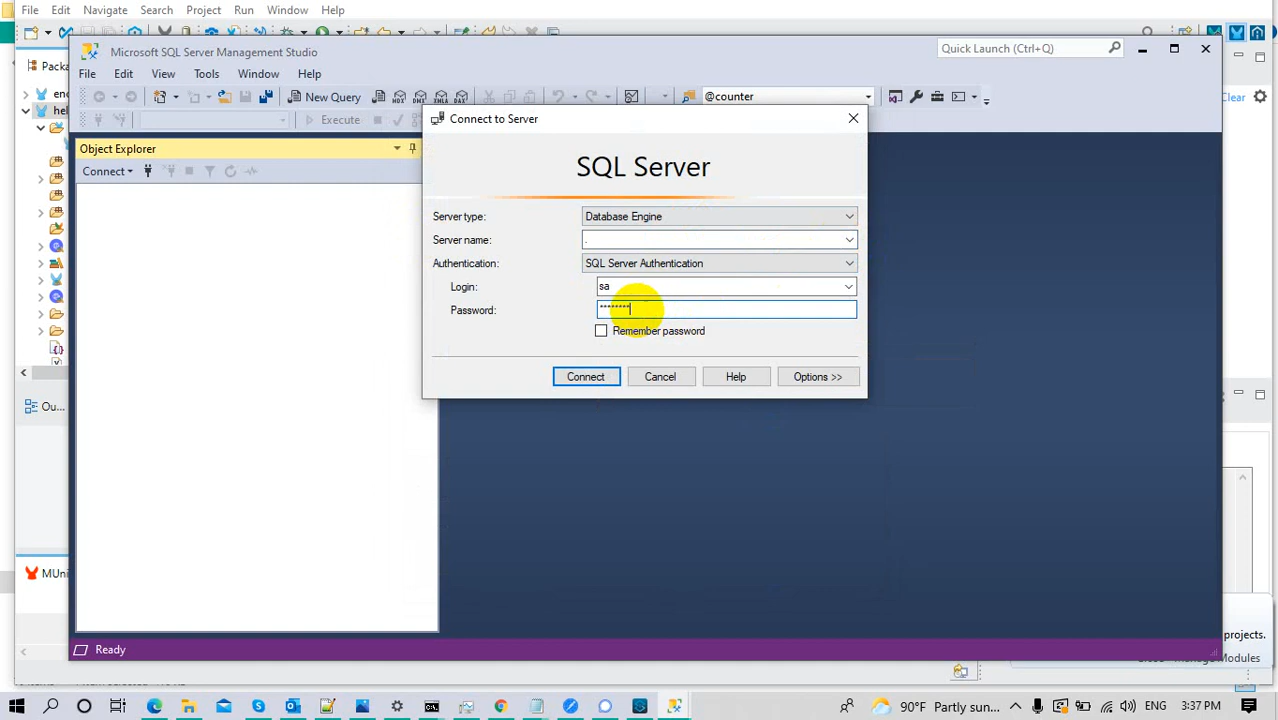 File Edit Navigate Search Project Run Window Help
Microsoft SQL Server Management Studio
Quick Launch (Ctrl+Q)
File Edit View Tools Window Help
New Query
@counter
Execute
Packa
Clear
Connect to Server
Object Explorer
Connect
SQL Server
Server type:
Database Engine
Server name:
.
Authentication:
SQL Server Authentication
Login:
sa
Password:
********
Remember password
Connect
Cancel
Help
Options >>
Ou...
MUni
Ready
projects.
90°F Partly sun...
ENG
3:37 PM